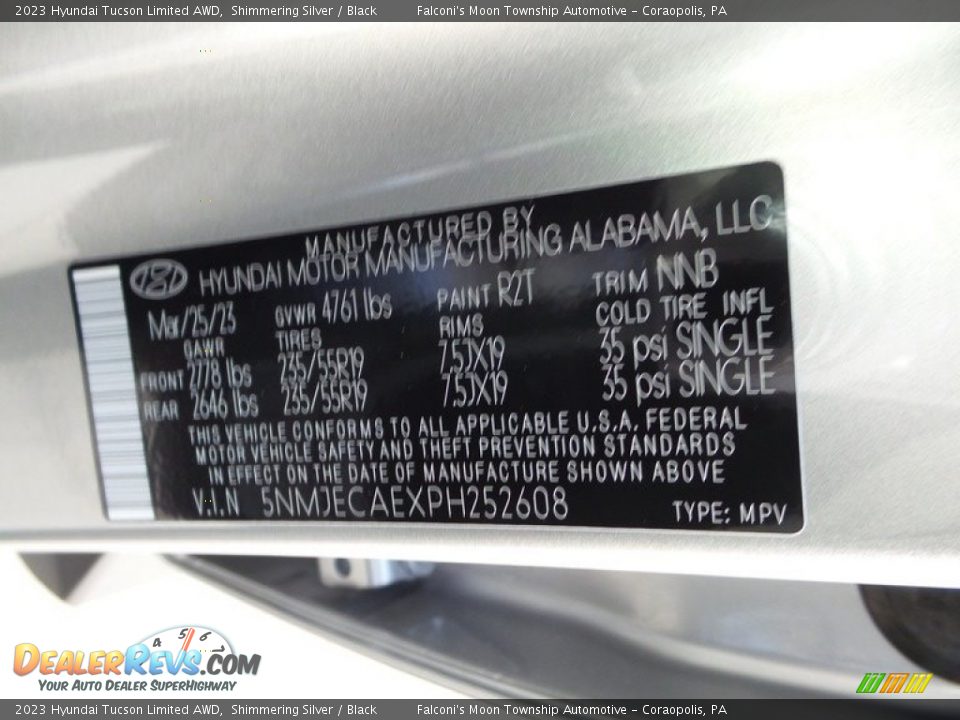 2023 Hyundai Tucson Limited AWD, Shimmering Silver / Black Falconi's Moon Township Automotive - Coraopolis, PA
MANUFACTURED BY
HYUNDAI MOTOR MANUFACTURING ALABAMA, LLC
Mar/25/23 GVWR 4761 lbs PAINT R2T TRIM NNB
GAWR TIRES RIMS COLD TIRE INFL
FRONT 2778 lbs 235/55R19 7.5JX19 35 psi SINGLE
REAR 2646 lbs 235/55R19 7.5JX19 35 psi SINGLE
THIS VEHICLE CONFORMS TO ALL APPLICABLE U.S.A. FEDERAL
MOTOR VEHICLE SAFETY AND THEFT PREVENTION STANDARDS
IN EFFECT ON THE DATE OF MANUFACTURE SHOWN ABOVE
V.I.N 5NMJECAEXPH252608 TYPE: MPV
4 5 6
DEALERREVS.COM
YOUR AUTO DEALER SUPERHIGHWAY
2023 Hyundai Tucson Limited AWD, Shimmering Silver / Black Falconi's Moon Township Automotive - Coraopolis, PA